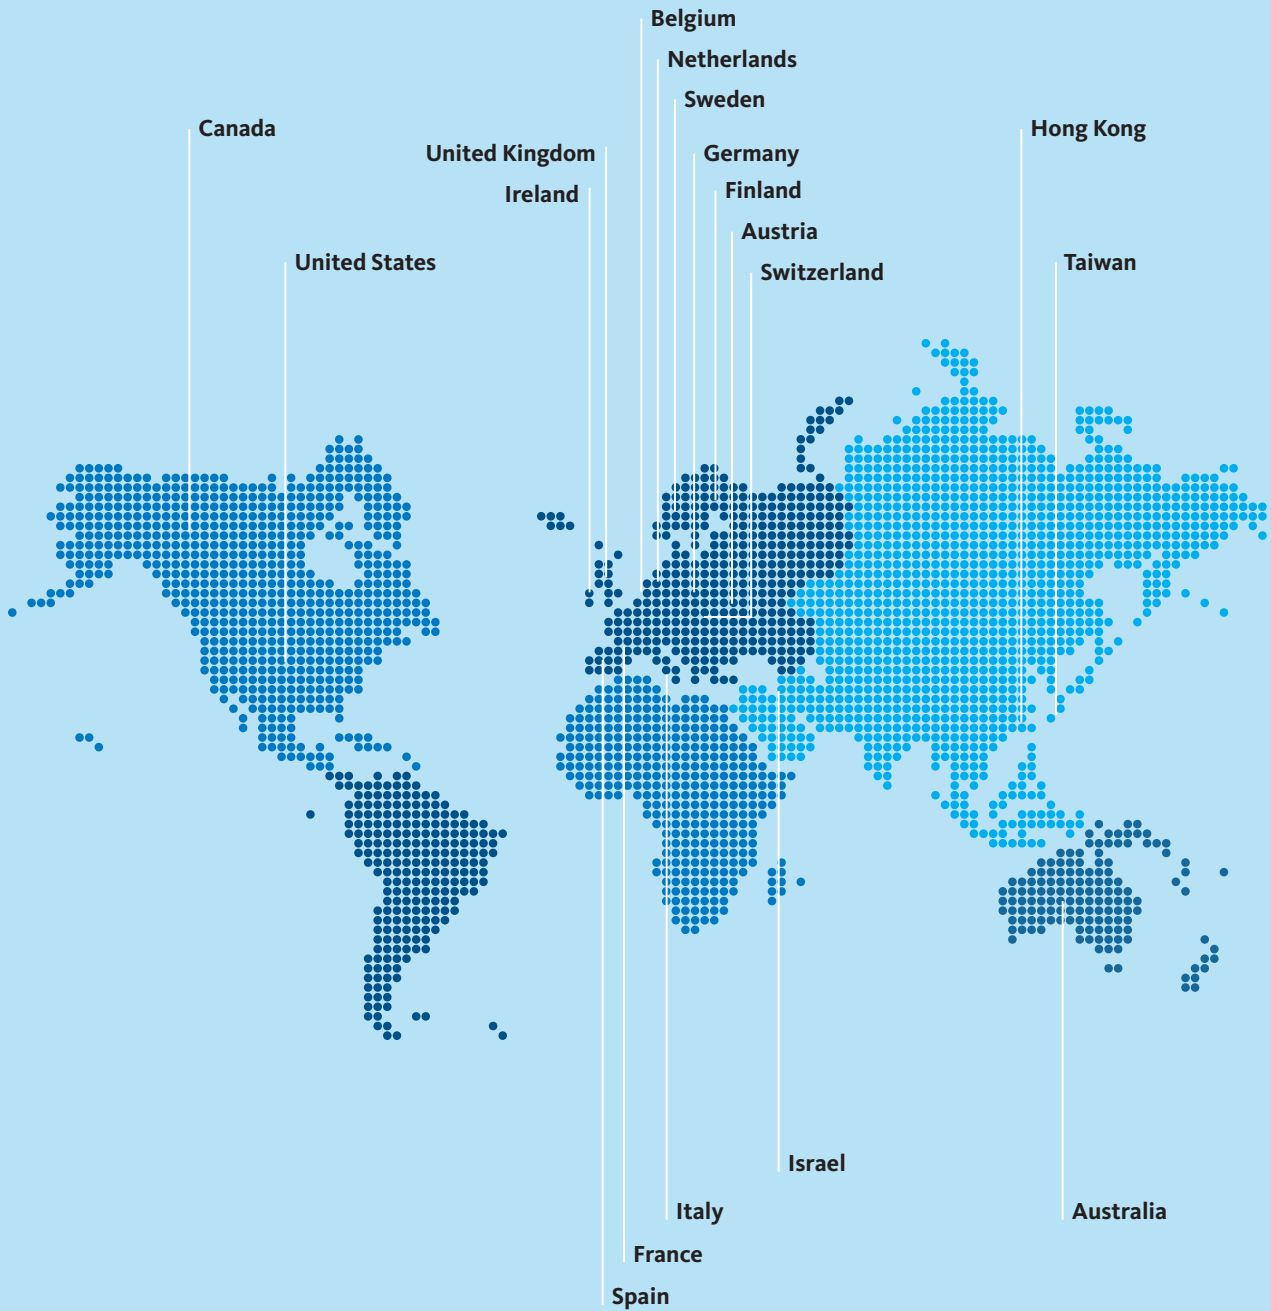 Belgium
Netherlands
Sweden
Canada
Hong Kong
United Kingdom
Germany
Ireland
Finland
Austria
United States
Switzerland
Taiwan
Israel
Italy
Australia
France
Spain